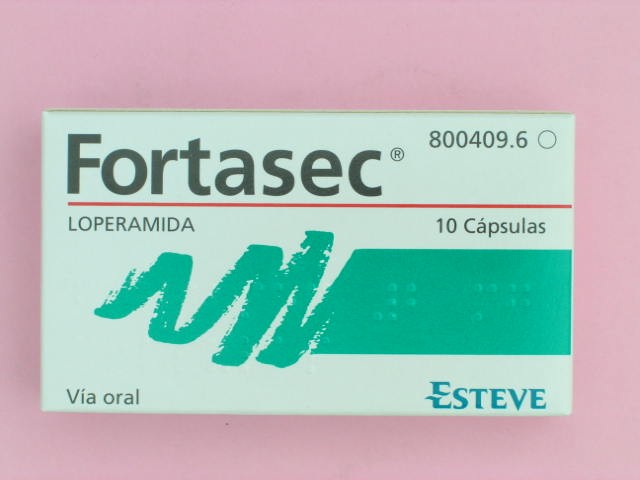 Fortasec®
800409.6 O
LOPERAMIDA
10 Cápsulas
Vía oral
ESTEVE